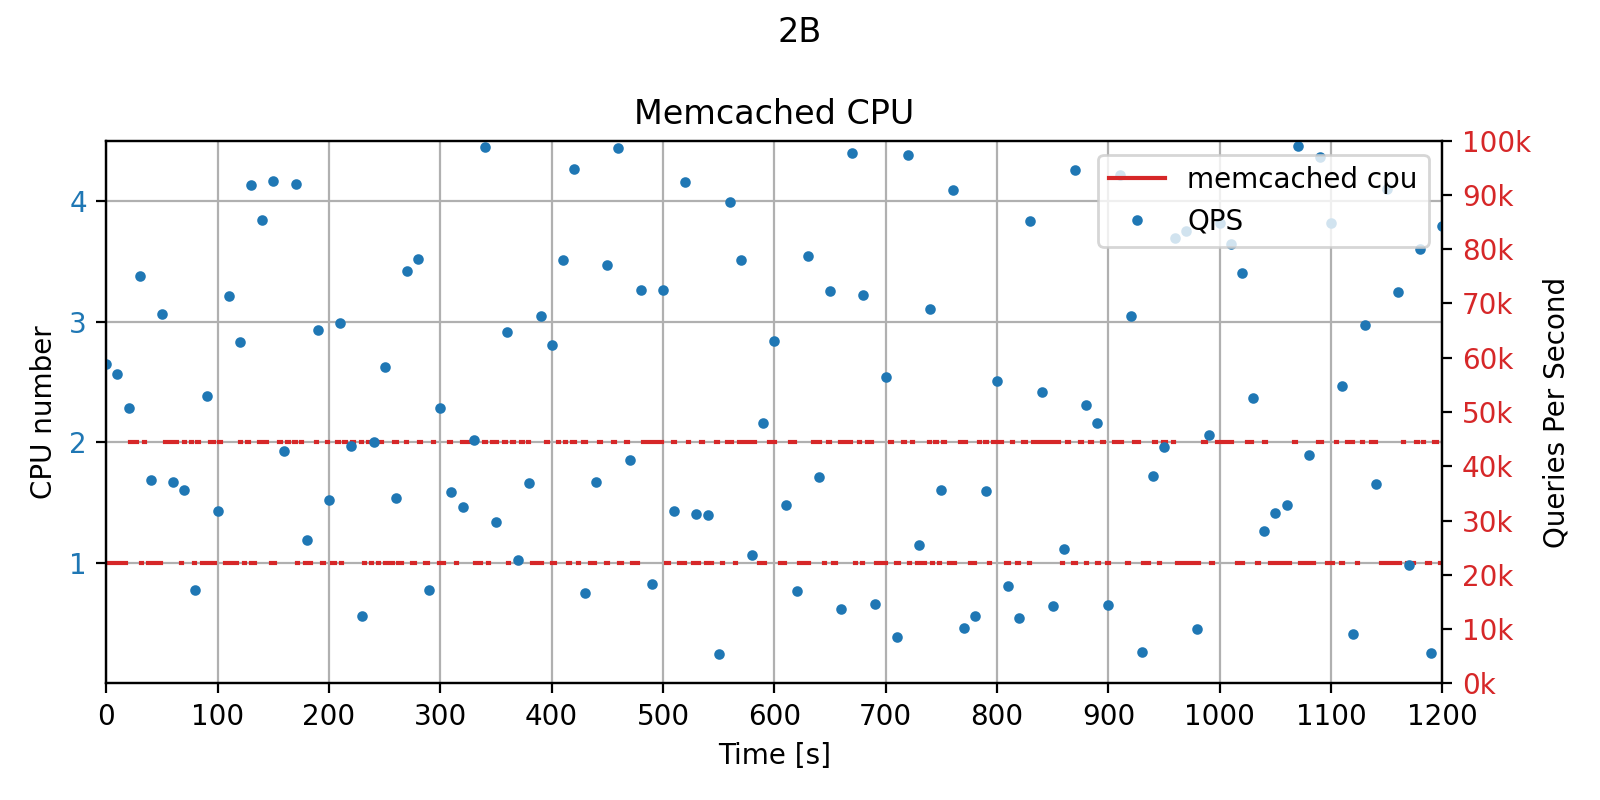 2B
Memcached CPU
memcached cpu
QPS
CPU number
4
3
2
1
100k
90k
80k
70k
60k
50k
40k
30k
20k
10k
0k
Queries Per Second
0 100 200 300 400 500 600 700 800 900 1000 1100 1200
Time [s]